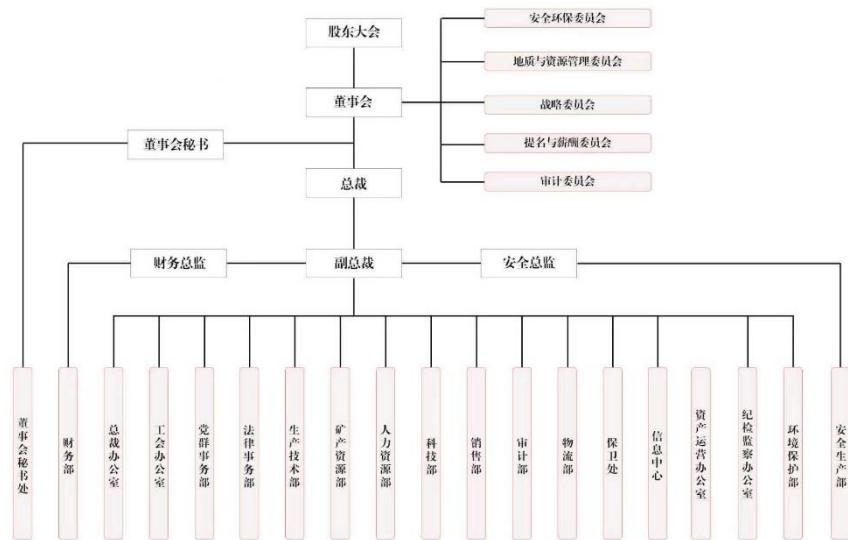 股东大会
安全环保委员会
地质与资源管理委员会
董事会
战略委员会
董事会秘书
提名与薪酬委员会
总裁
审计委员会
财务总监
副总裁
安全总监
董事会秘书处
财务部
总裁办公室
工会办公室
党群事务部
法律事务部
生产技术部
矿产资源部
人力资源部
科技部
销售部
审计部
物流部
保卫处
信息中心
资产运营办公室
纪检监察办公室
环境保护部
安全生产部